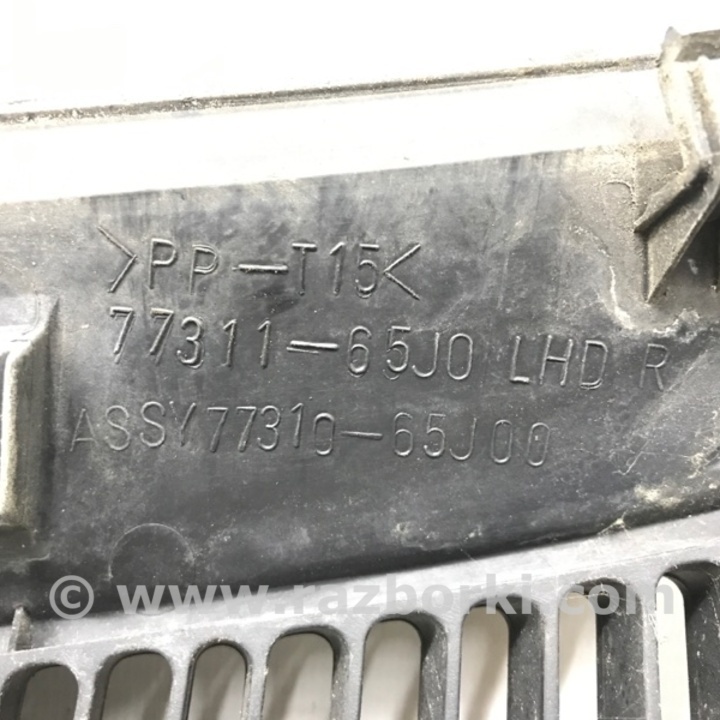 >PP-T15<
77311-65J0 LHD R
ASSY77310-65J00
© www.razborki.com